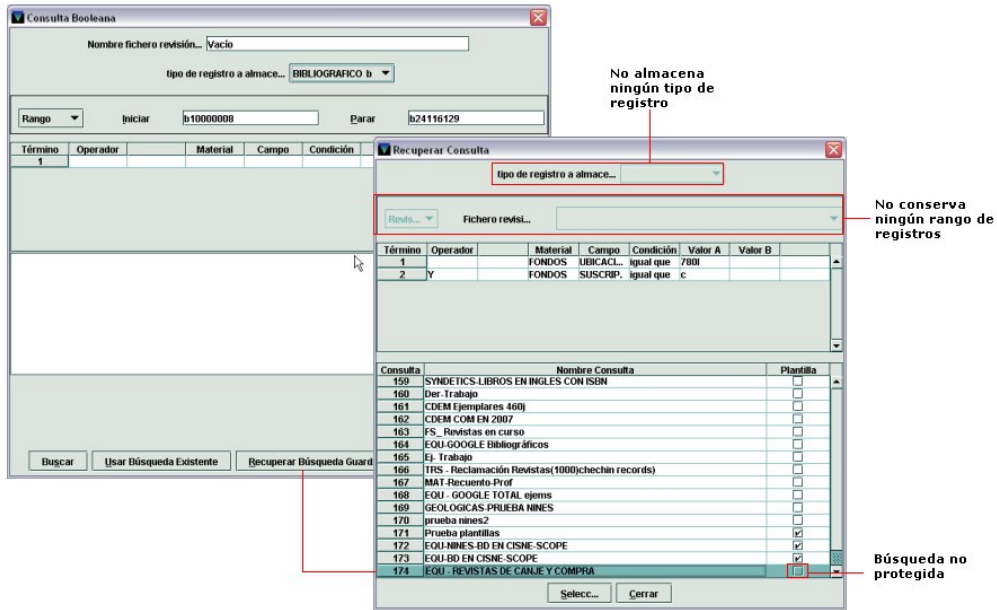 Consulta Booleana
Nombre fichero revisión... Vacío
tipo de registro a almace... BIBLIOGRAFICO b
Rango Iniciar b10000008 Parar b24116129
Término Operador Material Campo Condición
1
Buscar Usar Búsqueda Existente Recuperar Búsqueda Guard
No almacena
ningún tipo de
registro
Recuperar Consulta
tipo de registro a almace...
Revis... Fichero revisi...
No conserva
ningún rango de
registros
Término Operador Material Campo Condición Valor A Valor B
1 FONDOS UBICACI... igual que 780I
2 Y FONDOS SUSCRIP. igual que c
Consulta Nombre Consulta Plantilla
159 SYNDETICS-LIBROS EN INGLES CON ISBN
160 Der-Trabajo
161 CDEM Ejemplares 460j
162 CDEM COM EN 2007
163 FS_ Revistas en curso
164 EQU-GOOGLE Bibliográficos
165 Ej- Trabajo
166 TRS - Reclamación Revistas(1000)chechin records)
167 MAT-Recuento-Prof
168 EQU - GOOGLE TOTAL ejems
169 GEOLOGICAS-PRUEBA NINES
170 prueba nines2
171 Prueba plantillas
172 EQU-NINES-BD EN CISNE-SCOPE
173 EQU-BD EN CISNE-SCOPE
174 EQU - REVISTAS DE CANJE Y COMPRA
Búsqueda no
protegida
Selecc... Cerrar